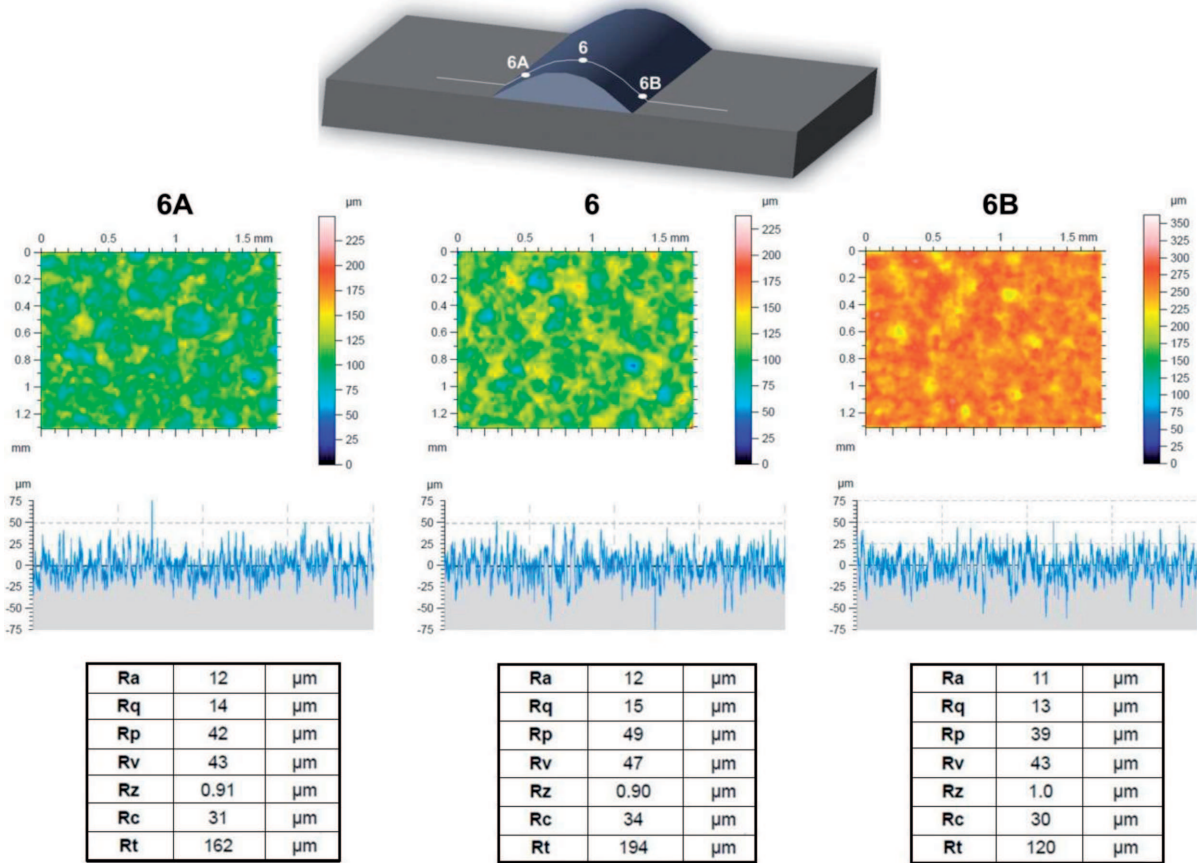 6
6A
6B
6A
6
6B
µm
µm
µm
0 0.5 1 1.5 mm
0 0.5 1 1.5 mm
0 0.5 1 1.5 mm
0
0.2
0.4
0.6
0.8
1
1.2
mm
225
200
175
150
125
100
75
50
25
0
0
0.2
0.4
0.6
0.8
1
1.2
225
200
175
150
125
100
75
50
25
0
0
0.2
0.4
0.6
0.8
1
1.2
mm
350
325
300
275
250
225
200
175
150
125
100
75
50
25
0
µm
75
50
25
0
-25
-50
-75
µm
75
50
25
0
-25
-50
-75
µm
75
50
25
0
-25
-50
-75
Ra 12 µm
Rq 14 µm
Rp 42 µm
Rv 43 µm
Rz 0.91 µm
Rc 31 µm
Rt 162 µm
Ra 12 µm
Rq 15 µm
Rp 49 µm
Rv 47 µm
Rz 0.90 µm
Rc 34 µm
Rt 194 µm
Ra 11 µm
Rq 13 µm
Rp 39 µm
Rv 43 µm
Rz 1.0 µm
Rc 30 µm
Rt 120 µm